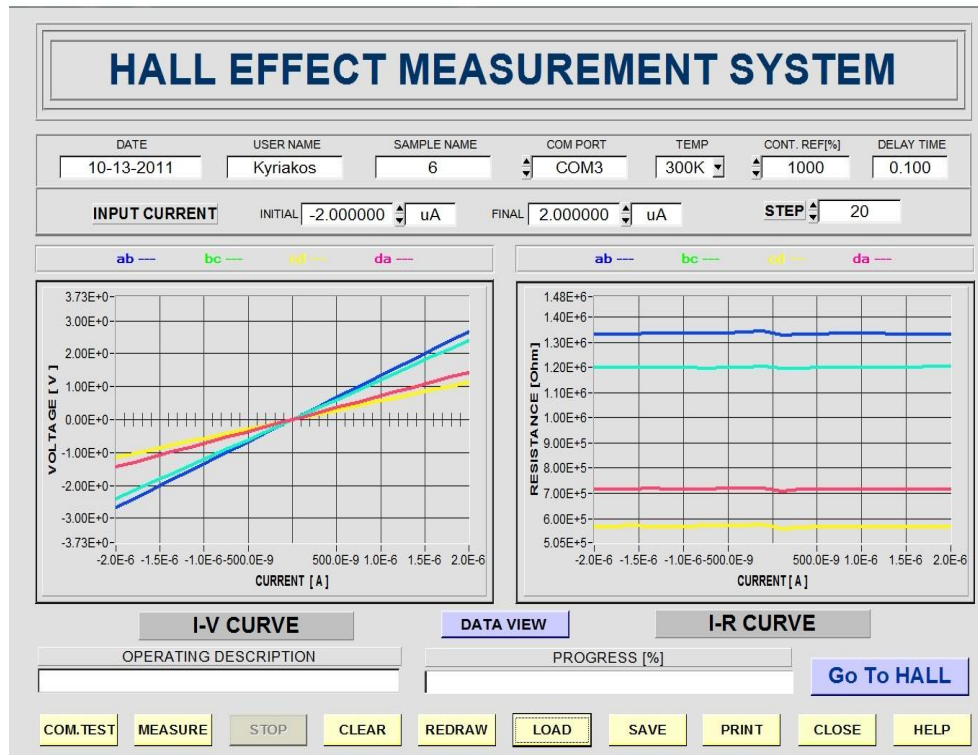 HALL EFFECT MEASUREMENT SYSTEM
DATE USER NAME SAMPLE NAME COM PORT TEMP CONT. REF[%] DELAY TIME
10-13-2011 Kyriakos 6 COM3 300K 1000 0.100
INPUT CURRENT INITIAL -2.000000 uA FINAL 2.000000 uA STEP 20
ab --- bc --- cd --- da ---
3.73E+0
3.00E+0
2.00E+0
1.00E+0
0.00E+0
-1.00E+0
-2.00E+0
-3.00E+0
-3.73E+0
VOLTAGE [ V ]
-2.0E-6 -1.5E-6 -1.0E-6 -500.0E-9 500.0E-9 1.0E-6 1.5E-6 2.0E-6
CURRENT [ A ]
ab --- bc --- cd --- da ---
1.48E+6
1.40E+6
1.30E+6
1.20E+6
1.10E+6
1.00E+6
9.00E+5
8.00E+5
7.00E+5
6.00E+5
5.05E+5
RESISTANCE [Ohm]
-2.0E-6 -1.5E-6 -1.0E-6 -500.0E-9 500.0E-9 1.0E-6 1.5E-6 2.0E-6
CURRENT [ A ]
I-V CURVE DATA VIEW I-R CURVE
OPERATING DESCRIPTION PROGRESS [%]
Go To HALL
COM.TEST MEASURE STOP CLEAR REDRAW LOAD SAVE PRINT CLOSE HELP